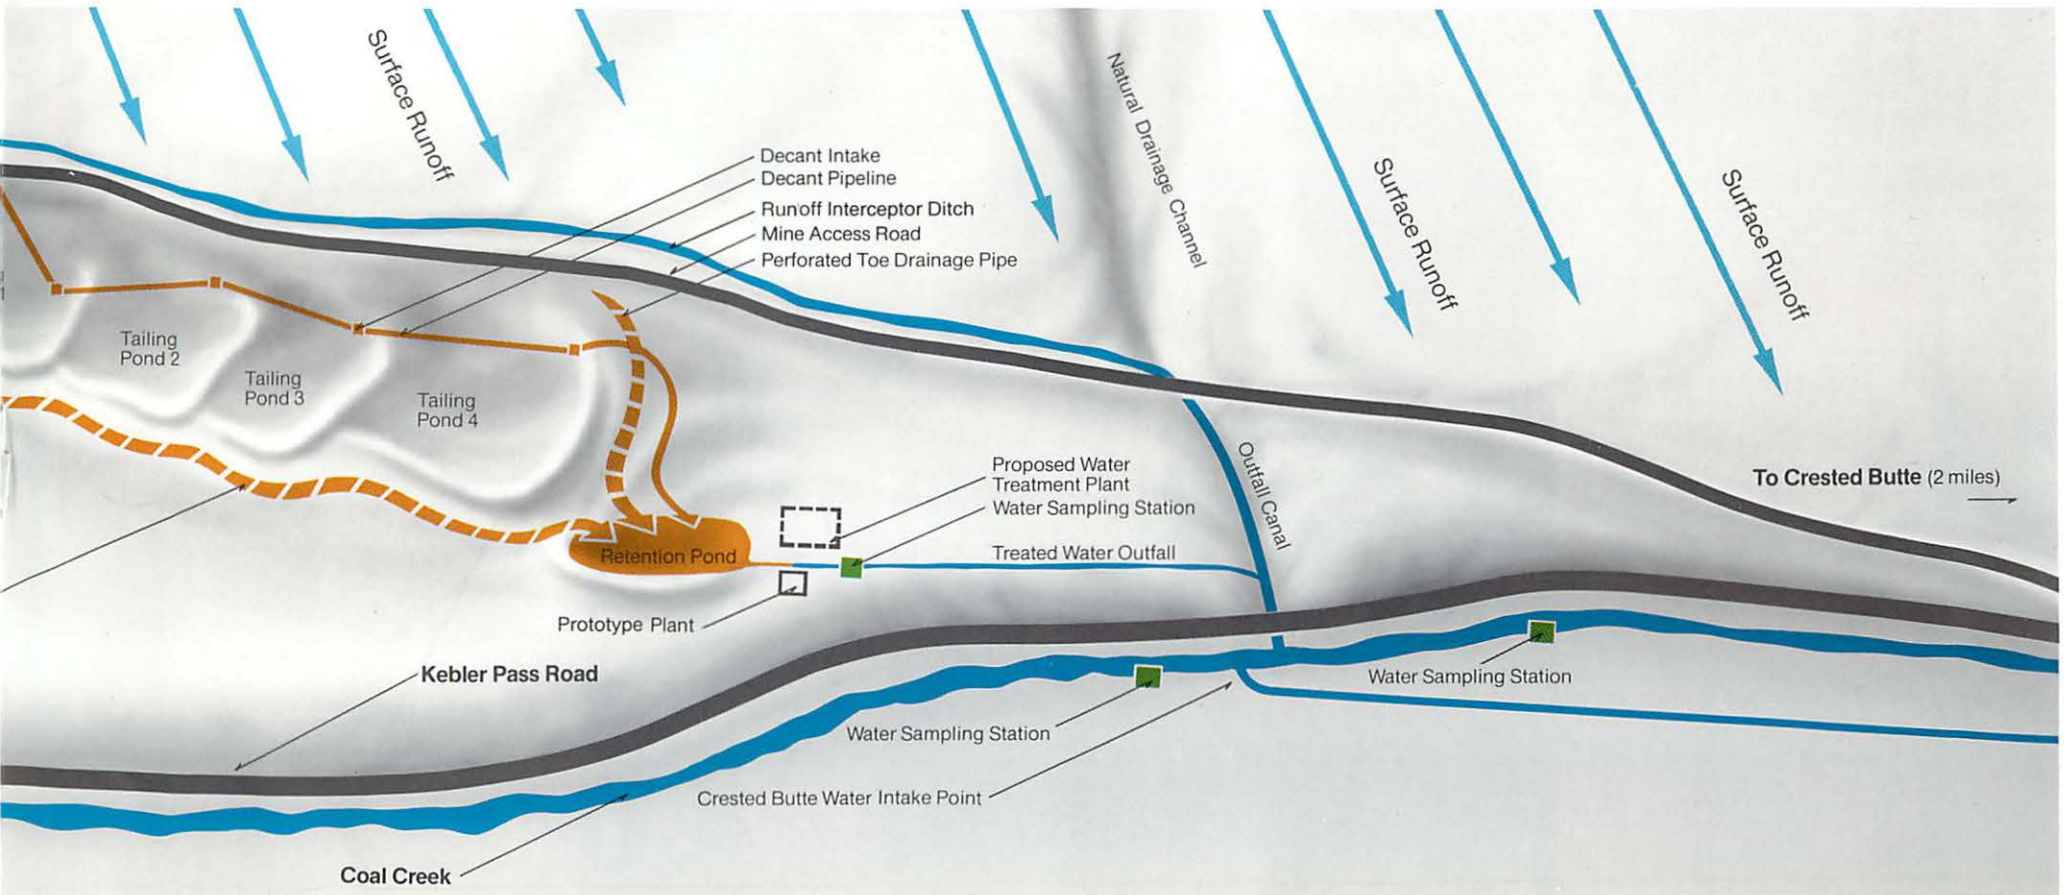 Surface Runoff
Natural Drainage Channel
Surface Runoff
Surface Runoff
Decant Intake
Decant Pipeline
Runoff Interceptor Ditch
Mine Access Road
Perforated Toe Drainage Pipe
Tailing
Pond 2
Tailing
Pond 3
Tailing
Pond 4
Proposed Water
Treatment Plant
Water Sampling Station
Treated Water Outfall
Outfall Canal
To Crested Butte (2 miles)
Retention Pond
Prototype Plant
Kebler Pass Road
Water Sampling Station
Water Sampling Station
Crested Butte Water Intake Point
Coal Creek